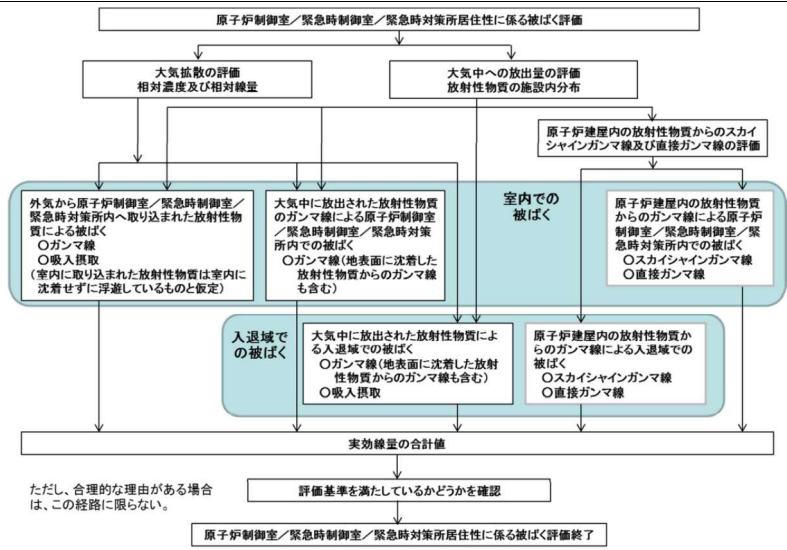 原子炉制御室／緊急時制御室／緊急時対策所居住性に係る被ばく評価
大気拡散の評価
相対濃度及び相対線量
大気中への放出量の評価
放射性物質の施設内分布
原子炉建屋内の放射性物質からのスカイ
シャインガンマ線及び直接ガンマ線の評価
室内での
被ばく
外気から原子炉制御室／緊急時制御室／
緊急時対策所内へ取り込まれた放射性物
質による被ばく
〇ガンマ線
〇吸入摂取
(室内に取り込まれた放射性物質は室内に
沈着せずに浮遊しているものと仮定)
大気中に放出された放射性物質
のガンマ線による原子炉制御室
／緊急時制御室／緊急時対策
所内での被ばく
〇ガンマ線(地表面に沈着した
放射性物質からのガンマ線
も含む)
原子炉建屋内の放射性物質
からのガンマ線による原子炉
制御室／緊急時制御室／緊
急時対策所内での被ばく
〇スカイシャインガンマ線
〇直接ガンマ線
入退域で
の被ばく
大気中に放出された放射性物質によ
る入退域での被ばく
〇ガンマ線(地表面に沈着した放射
性物質からのガンマ線も含む)
〇吸入摂取
原子炉建屋内の放射性物質か
らのガンマ線による入退域での
被ばく
〇スカイシャインガンマ線
〇直接ガンマ線
実効線量の合計値
ただし、合理的な理由がある場合
は、この経路に限らない。
評価基準を満たしているかどうかを確認
原子炉制御室／緊急時制御室／緊急時対策所居住性に係る被ばく評価終了